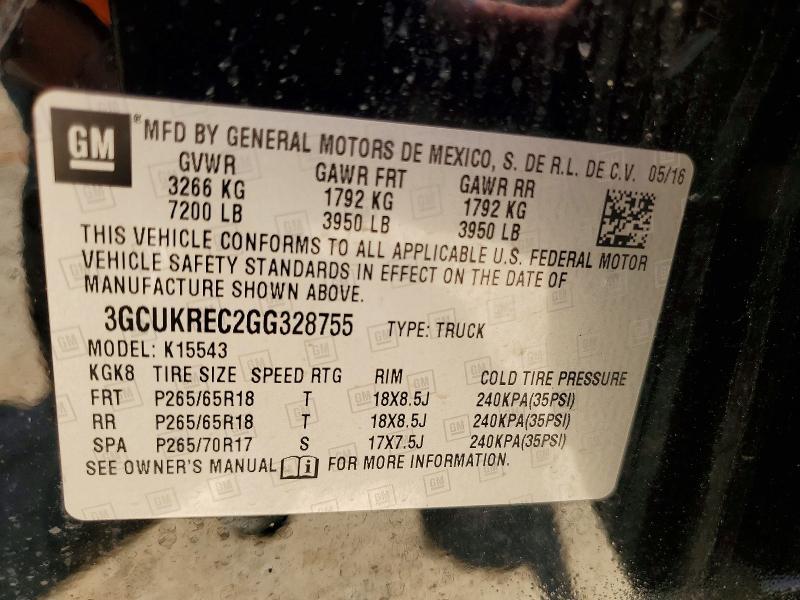 GM ®MFD BY GENERAL MOTORS DE MEXICO, S. DE R.L. DE C.V. 05/16
GVWR GAWR FRT GAWR RR
3266 KG 1792 KG 1792 KG
7200 LB 3950 LB 3950 LB
THIS VEHICLE CONFORMS TO ALL APPLICABLE U.S. FEDERAL MOTOR
VEHICLE SAFETY STANDARDS IN EFFECT ON THE DATE OF
MANUFACTURE SHOWN ABOVE.
3GCUKREC2GG328755 TYPE: TRUCK
MODEL: K15543
KGK8 TIRE SIZE SPEED RTG RIM COLD TIRE PRESSURE
FRT P265/65R18 T 18X8.5J 240KPA(35PSI)
RR P265/65R18 T 18X8.5J 240KPA(35PSI)
SPA P265/70R17 S 17X7.5J 240KPA(35PSI)
SEE OWNER'S MANUAL FOR MORE INFORMATION.